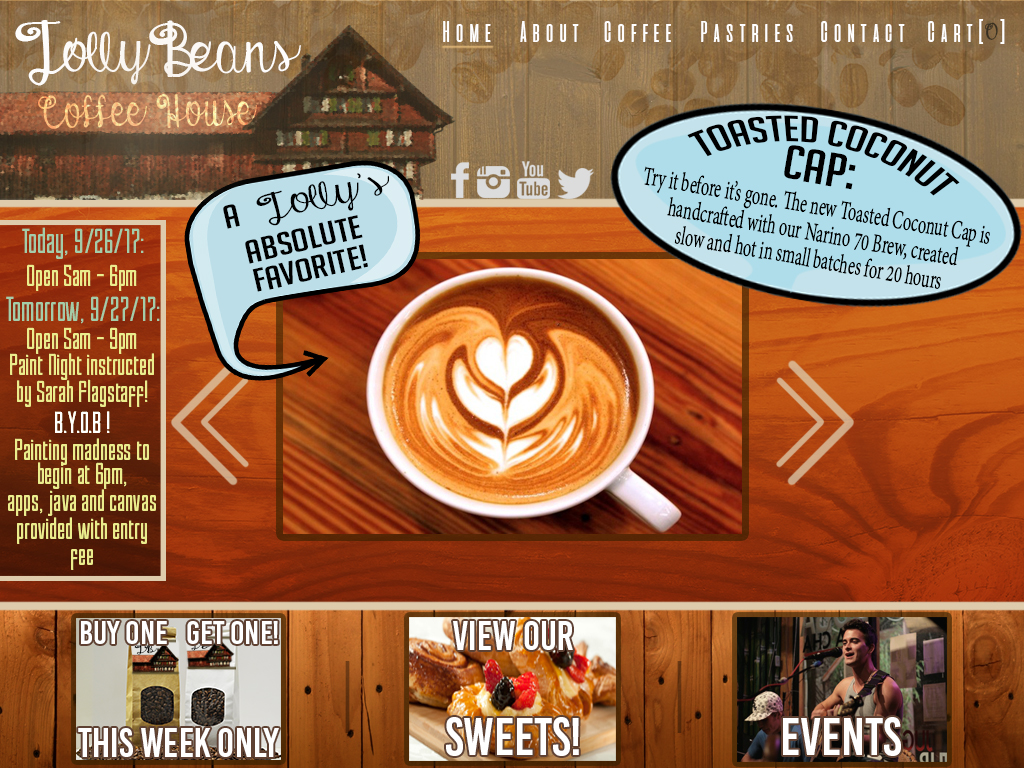 Jolly Beans
Coffee House
Home About Coffee Pastries Contact Cart[0]
You
Tube
A Jolly's
ABSOLUTE
FAVORITE!
TOASTED COCONUT
CAP:
Try it before it's gone. The new Toasted Coconut Cap is
handcrafted with our Narino 70 Brew, created
slow and hot in small batches for 20 hours
Today, 9/26/17:
Open 5am - 6pm
Tomorrow, 9/27/17:
Open 5am - 9pm
Paint Night instructed
by Sarah Flagstaff!
B.Y.O.B !
Painting madness to
begin at 6pm,
apps, java and canvas
provided with entry
fee
BUY ONE GET ONE!
THIS WEEK ONLY
VIEW OUR
SWEETS!
EVENTS